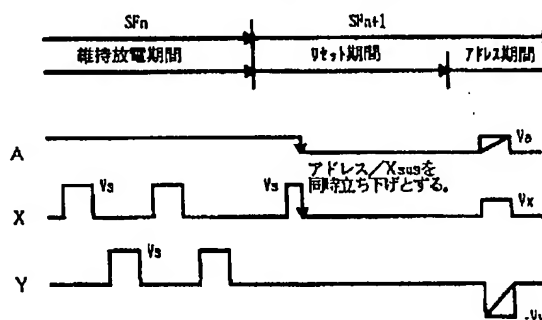 SFn SFn+1
維持放電期間 リセット期間 アドレス期間
A Va
アドレス/Xsusを
同時立ち下げとする。
X Vs Vs Vx
Y Vs
-Vy